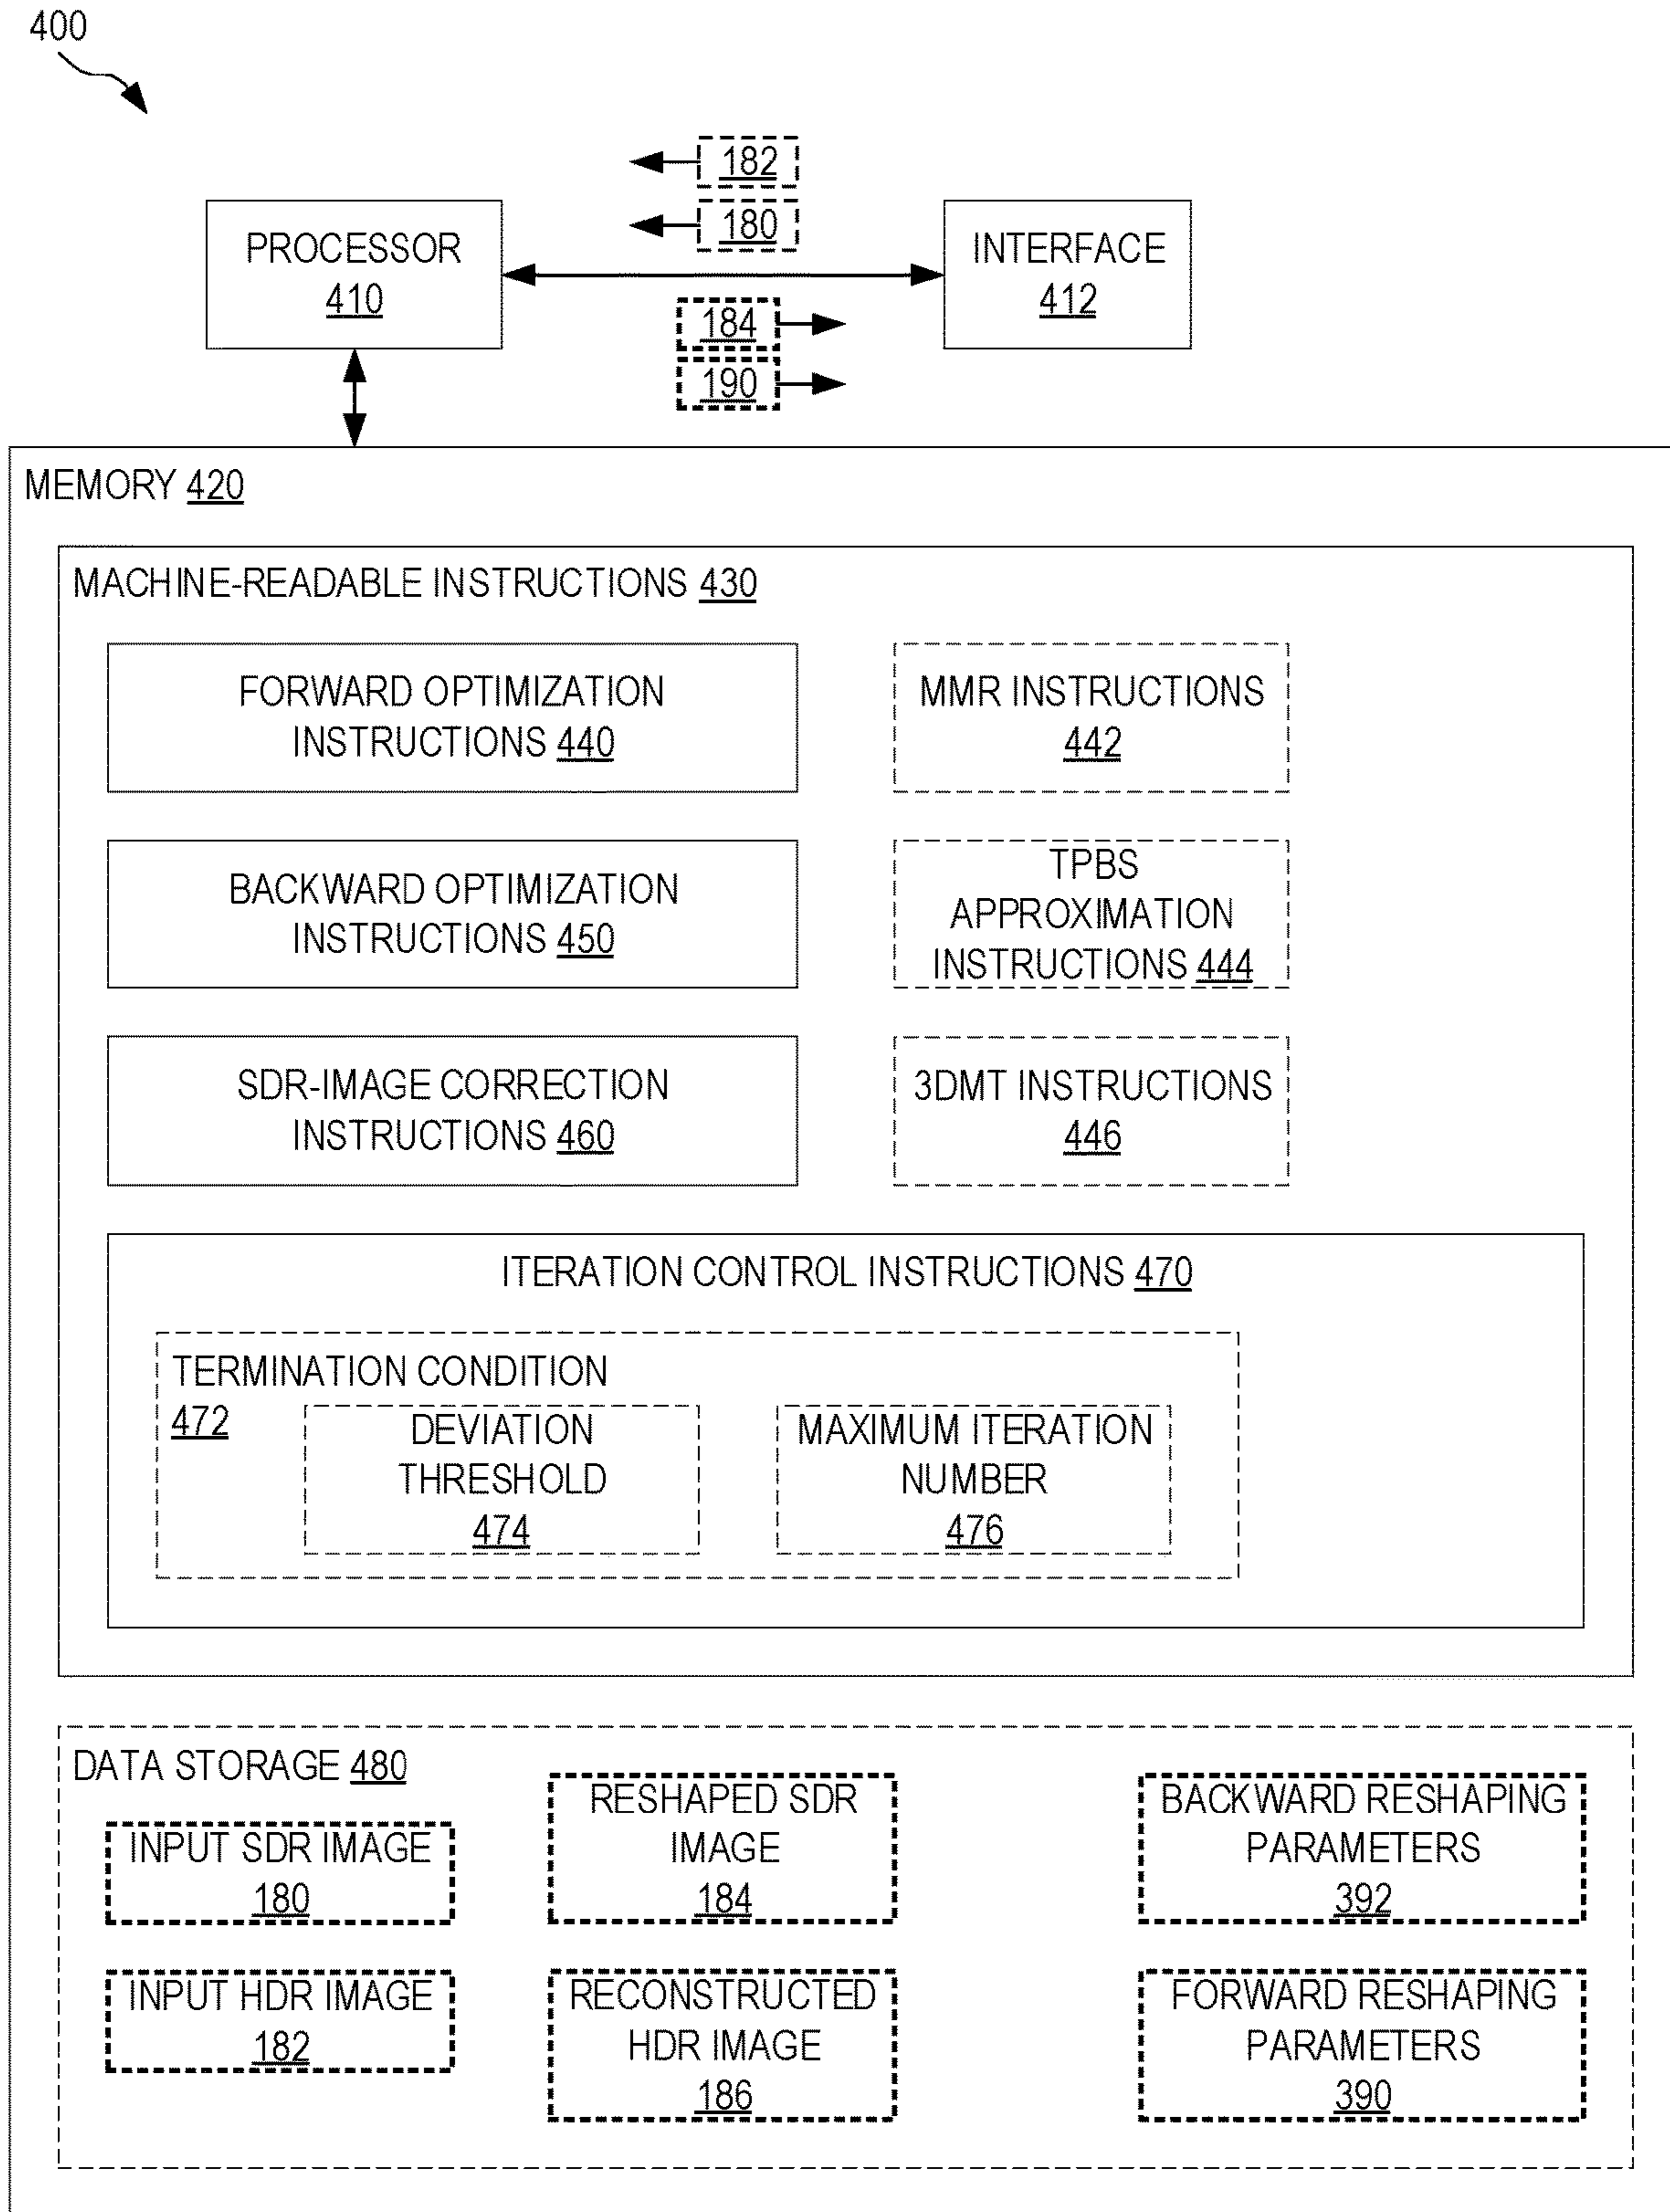 400
182
180
PROCESSOR
410
INTERFACE
412
184
190
MEMORY 420
MACHINE-READABLE INSTRUCTIONS 430
FORWARD OPTIMIZATION
INSTRUCTIONS 440
MMR INSTRUCTIONS
442
BACKWARD OPTIMIZATION
INSTRUCTIONS 450
TPBS
APPROXIMATION
INSTRUCTIONS 444
SDR-IMAGE CORRECTION
INSTRUCTIONS 460
3DMT INSTRUCTIONS
446
ITERATION CONTROL INSTRUCTIONS 470
TERMINATION CONDITION
472
DEVIATION
THRESHOLD
474
MAXIMUM ITERATION
NUMBER
476
DATA STORAGE 480
INPUT SDR IMAGE
180
RESHAPED SDR
IMAGE
184
BACKWARD RESHAPING
PARAMETERS
392
INPUT HDR IMAGE
182
RECONSTRUCTED
HDR IMAGE
186
FORWARD RESHAPING
PARAMETERS
390